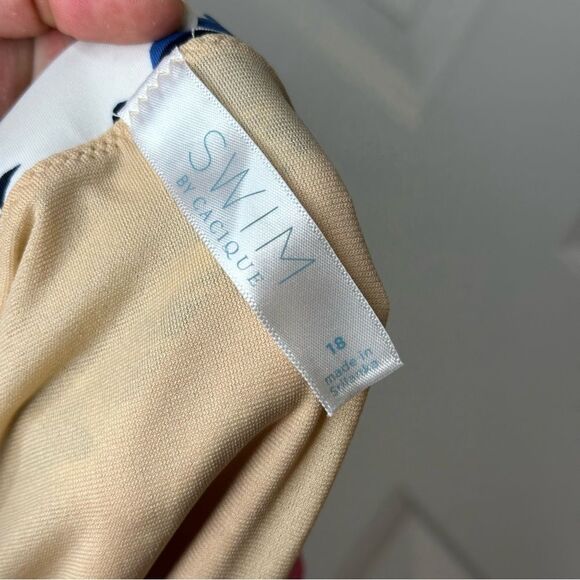 SWIM
BY CACIQUE
18
made in
Sri Lanka